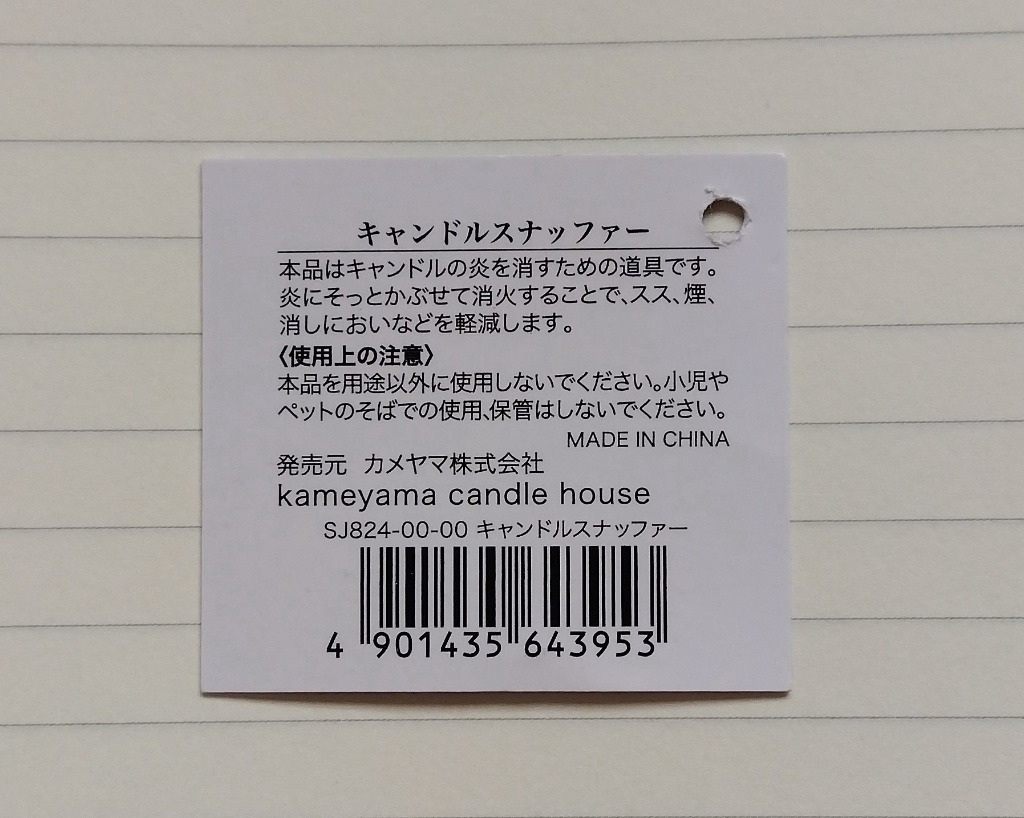 キャンドルスナッファー
本品はキャンドルの炎を消すための道具です。
炎にそっとかぶせて消火することで、スス、煙、
消しにおいなどを軽減します。
〈使用上の注意〉
本品を用途以外に使用しないでください。小児や
ペットのそばでの使用、保管はしないでください。
MADE IN CHINA
発売元 カメヤマ株式会社
kameyama candle house
SJ824-00-00 キャンドルスナッファー
4 901435 643953